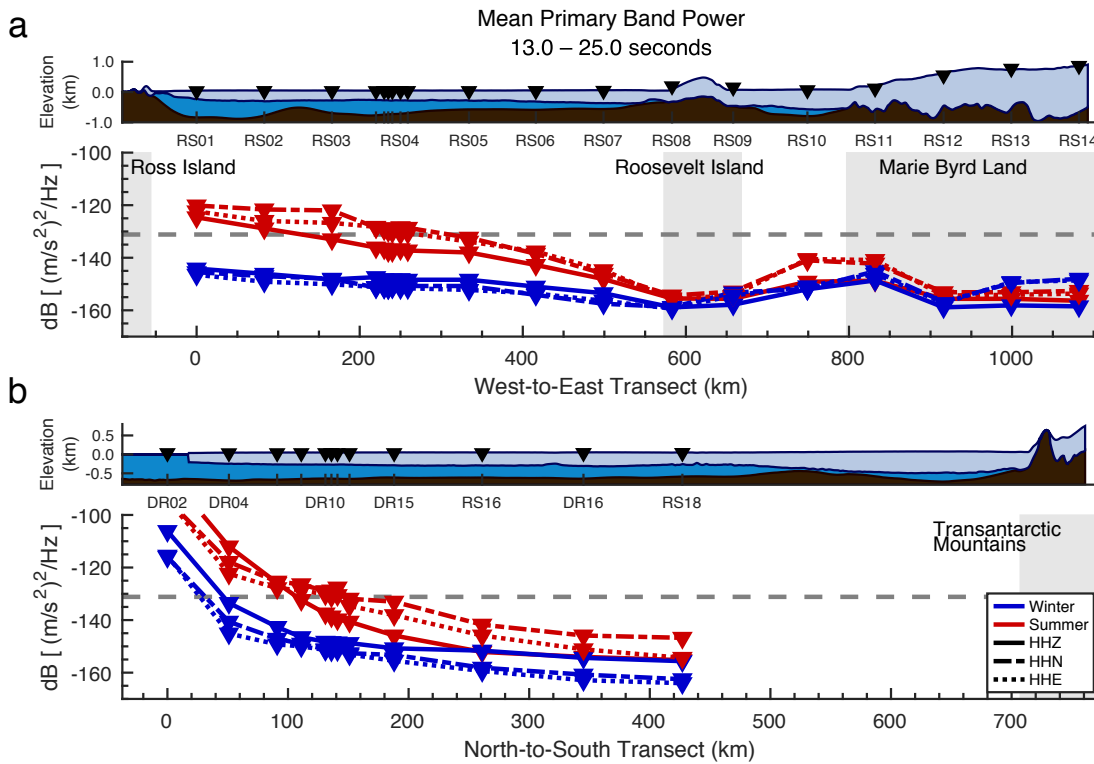 a
Mean Primary Band Power
13.0 – 25.0 seconds
Elevation
(km)
1.0
0.0
-1.0
RS01 RS02 RS03 RS04 RS05 RS06 RS07 RS08 RS09 RS10 RS11 RS12 RS13 RS14
Ross Island Roosevelt Island Marie Byrd Land
dB [ (m/s²)²/Hz ]
-100
-120
-140
-160
0 200 400 600 800 1000
West-to-East Transect (km)
b
Elevation
(km)
0.5
0.0
-0.5
DR02 DR04 DR10 DR15 RS16 DR16 RS18
dB [ (m/s²)²/Hz ]
-100
-120
-140
-160
Transantarctic
Mountains
Winter
Summer
HHZ
HHN
HHE
0 100 200 300 400 500 600 700
North-to-South Transect (km)